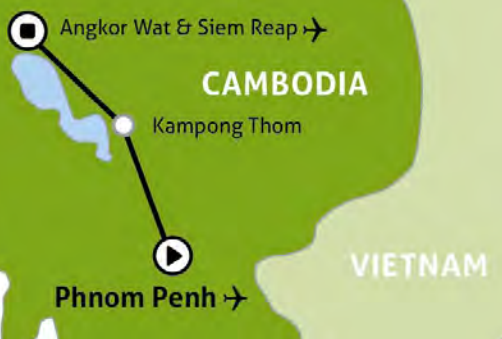 Angkor Wat & Siem Reap
CAMBODIA
Kampong Thom
VIETNAM
Phnom Penh